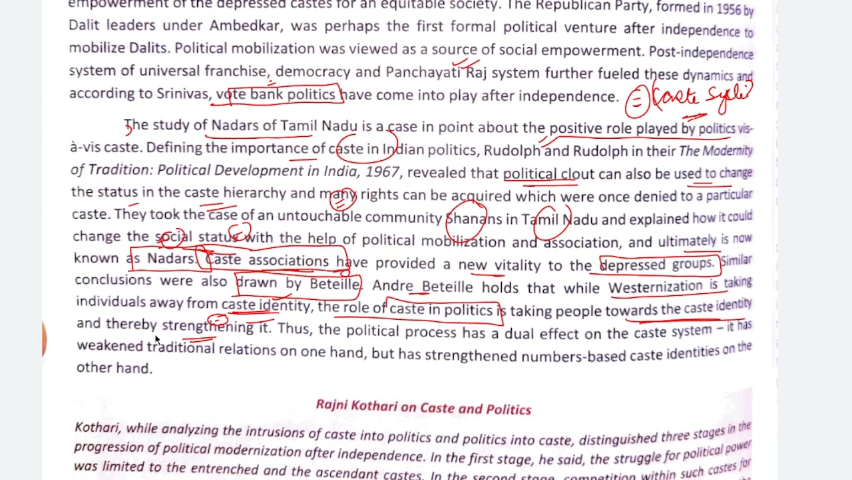 empowerment of the depressed castes for an equitable society. The Republican Party, formed in 1956 by
Dalit leaders under Ambedkar, was perhaps the first formal political venture after independence to
mobilize Dalits. Political mobilization was viewed as a source of social empowerment. Post-independence
system of universal franchise, democracy and Panchayati Raj system further fueled these dynamics and
according to Srinivas, vote bank politics have come into play after independence.
Caste
The study of Nadars of Tamil Nadu is a case in point about the positive role played by politics vis-
à-vis caste. Defining the importance of caste in Indian politics, Rudolph and Rudolph in their The Modernity
of Tradition: Political Development in India, 1967, revealed that political clout can also be used to change
the status in the caste hierarchy and many rights can be acquired which were once denied to a particular
caste. They took the case of an untouchable community Shanans in Tamil Nadu and explained how it could
change the social status with the help of political mobilization and association, and ultimately is now
known as Nadars. Caste associations have provided a new vitality to the depressed groups. Similar
conclusions were also drawn by Beteille. Andre Beteille holds that while Westernization is taking
individuals away from caste identity, the role of caste in politics is taking people towards the caste identity
and thereby strengthening it. Thus, the political process has a dual effect on the caste system – it has
weakened traditional relations on one hand, but has strengthened numbers-based caste identities on the
other hand.
Rajni Kothari on Caste and Politics
Kothari, while analyzing the intrusions of caste into politics and politics into caste, distinguished three stages in the
progression of political modernization after independence. In the first stage, he said, the struggle for political power
was limited to the entrenched and the ascendant castes. In the second stage, competition within such castes for